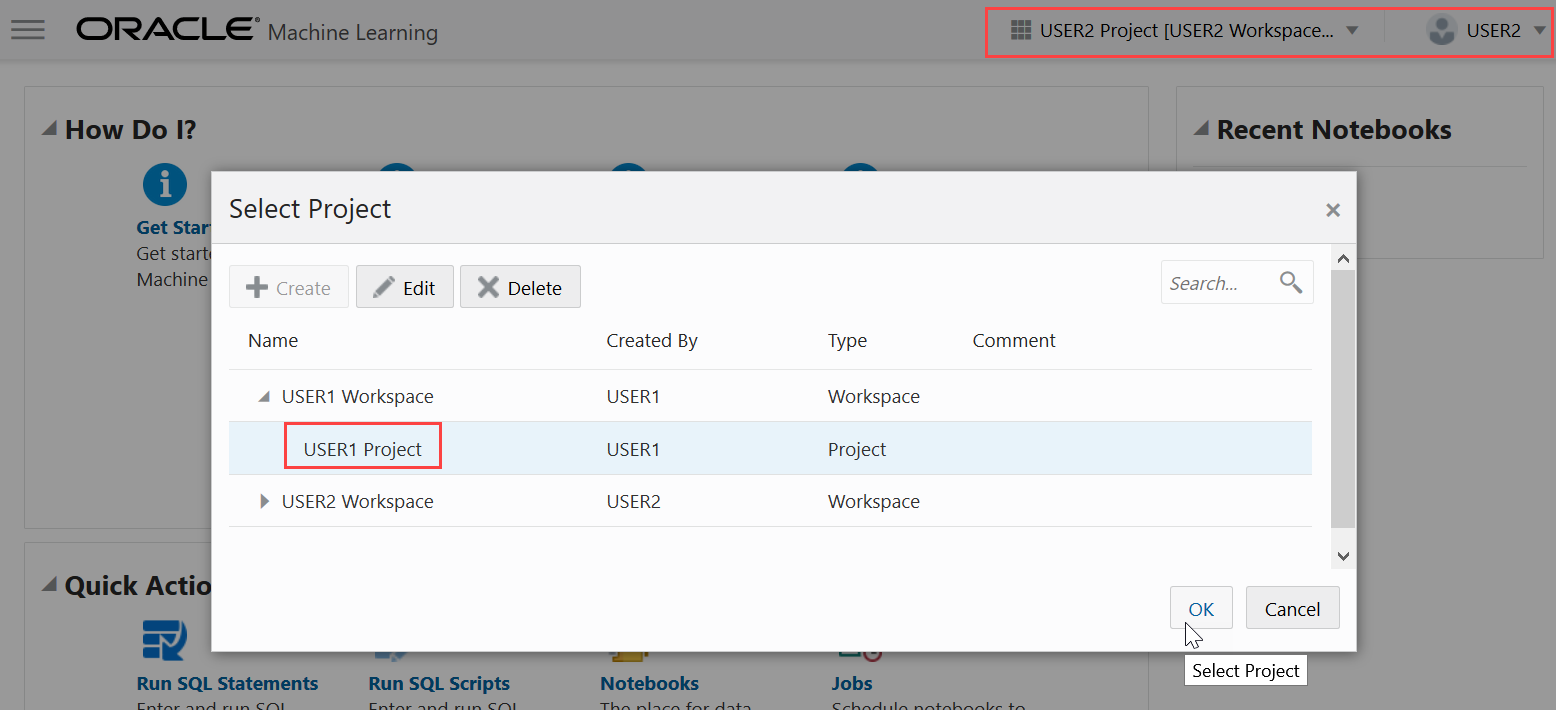 ORACLE® Machine Learning
USER2 Project [USER2 Workspace...
USER2
How Do I?
Recent Notebooks
Get Star
Get starte
Machine
Select Project
Create
Edit
Delete
Search...
Name Created By Type Comment
USER1 Workspace USER1 Workspace
USER1 Project USER1 Project
USER2 Workspace USER2 Workspace
OK
Cancel
Select Project
Quick Actio
Run SQL Statements
Enter and run SQL
Run SQL Scripts
Enter and run SQL
Notebooks
The place for data
Jobs
Schedule notebooks to